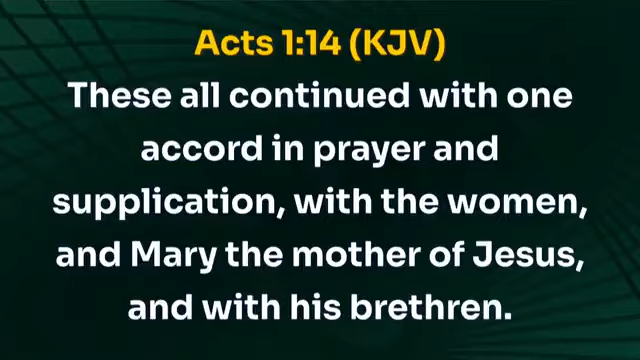 Acts 1:14 (KJV)
These all continued with one
accord in prayer and
supplication, with the women,
and Mary the mother of Jesus,
and with his brethren.